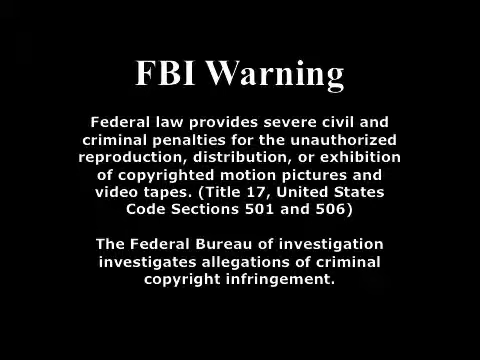 FBI Warning
Federal law provides severe civil and
criminal penalties for the unauthorized
reproduction, distribution, or exhibition
of copyrighted motion pictures and
video tapes. (Title 17, United States
Code Sections 501 and 506)
The Federal Bureau of investigation
investigates allegations of criminal
copyright infringement.